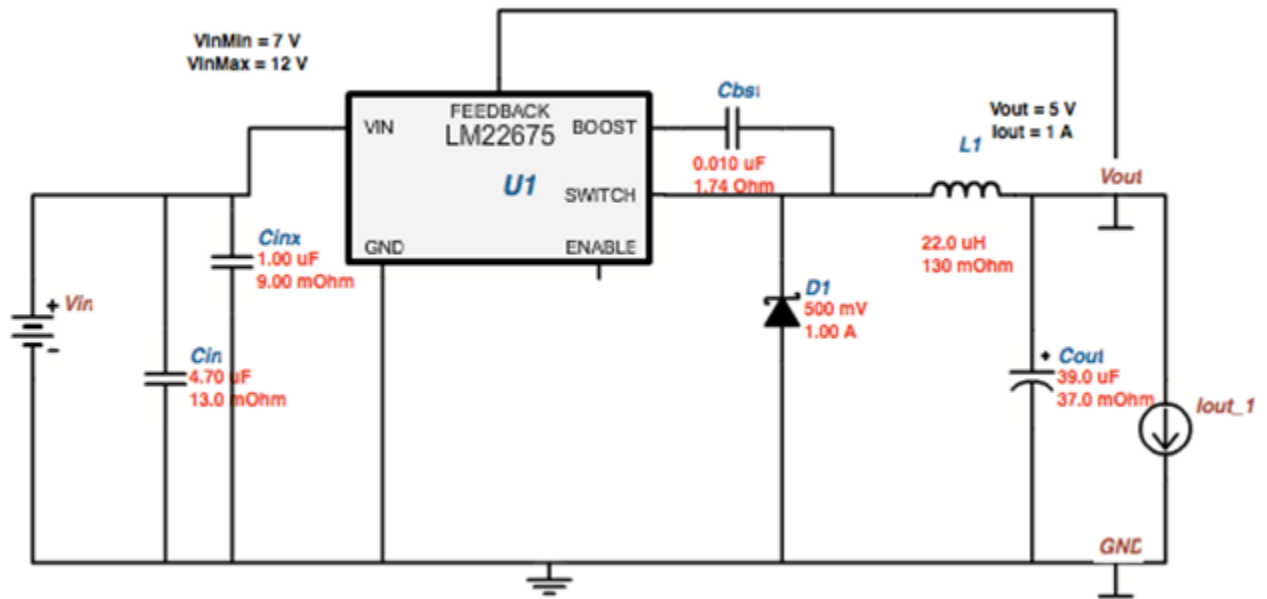 VinMin = 7 V
VinMax = 12 V
FEEDBACK
LM22675
VIN
BOOST
U1
SWITCH
GND
ENABLE
0.010 uF
1.74 Ohm
Vout = 5 V
Iout = 1 A
L1
22.0 uH
130 mOhm
Vout
Cinx
1.00 uF
9.00 mOhm
+ Vin
-
Cin
4.70 uF
13.0 mOhm
D1
500 mV
1.00 A
+ Cout
39.0 uF
37.0 mOhm
Iout_1
GND